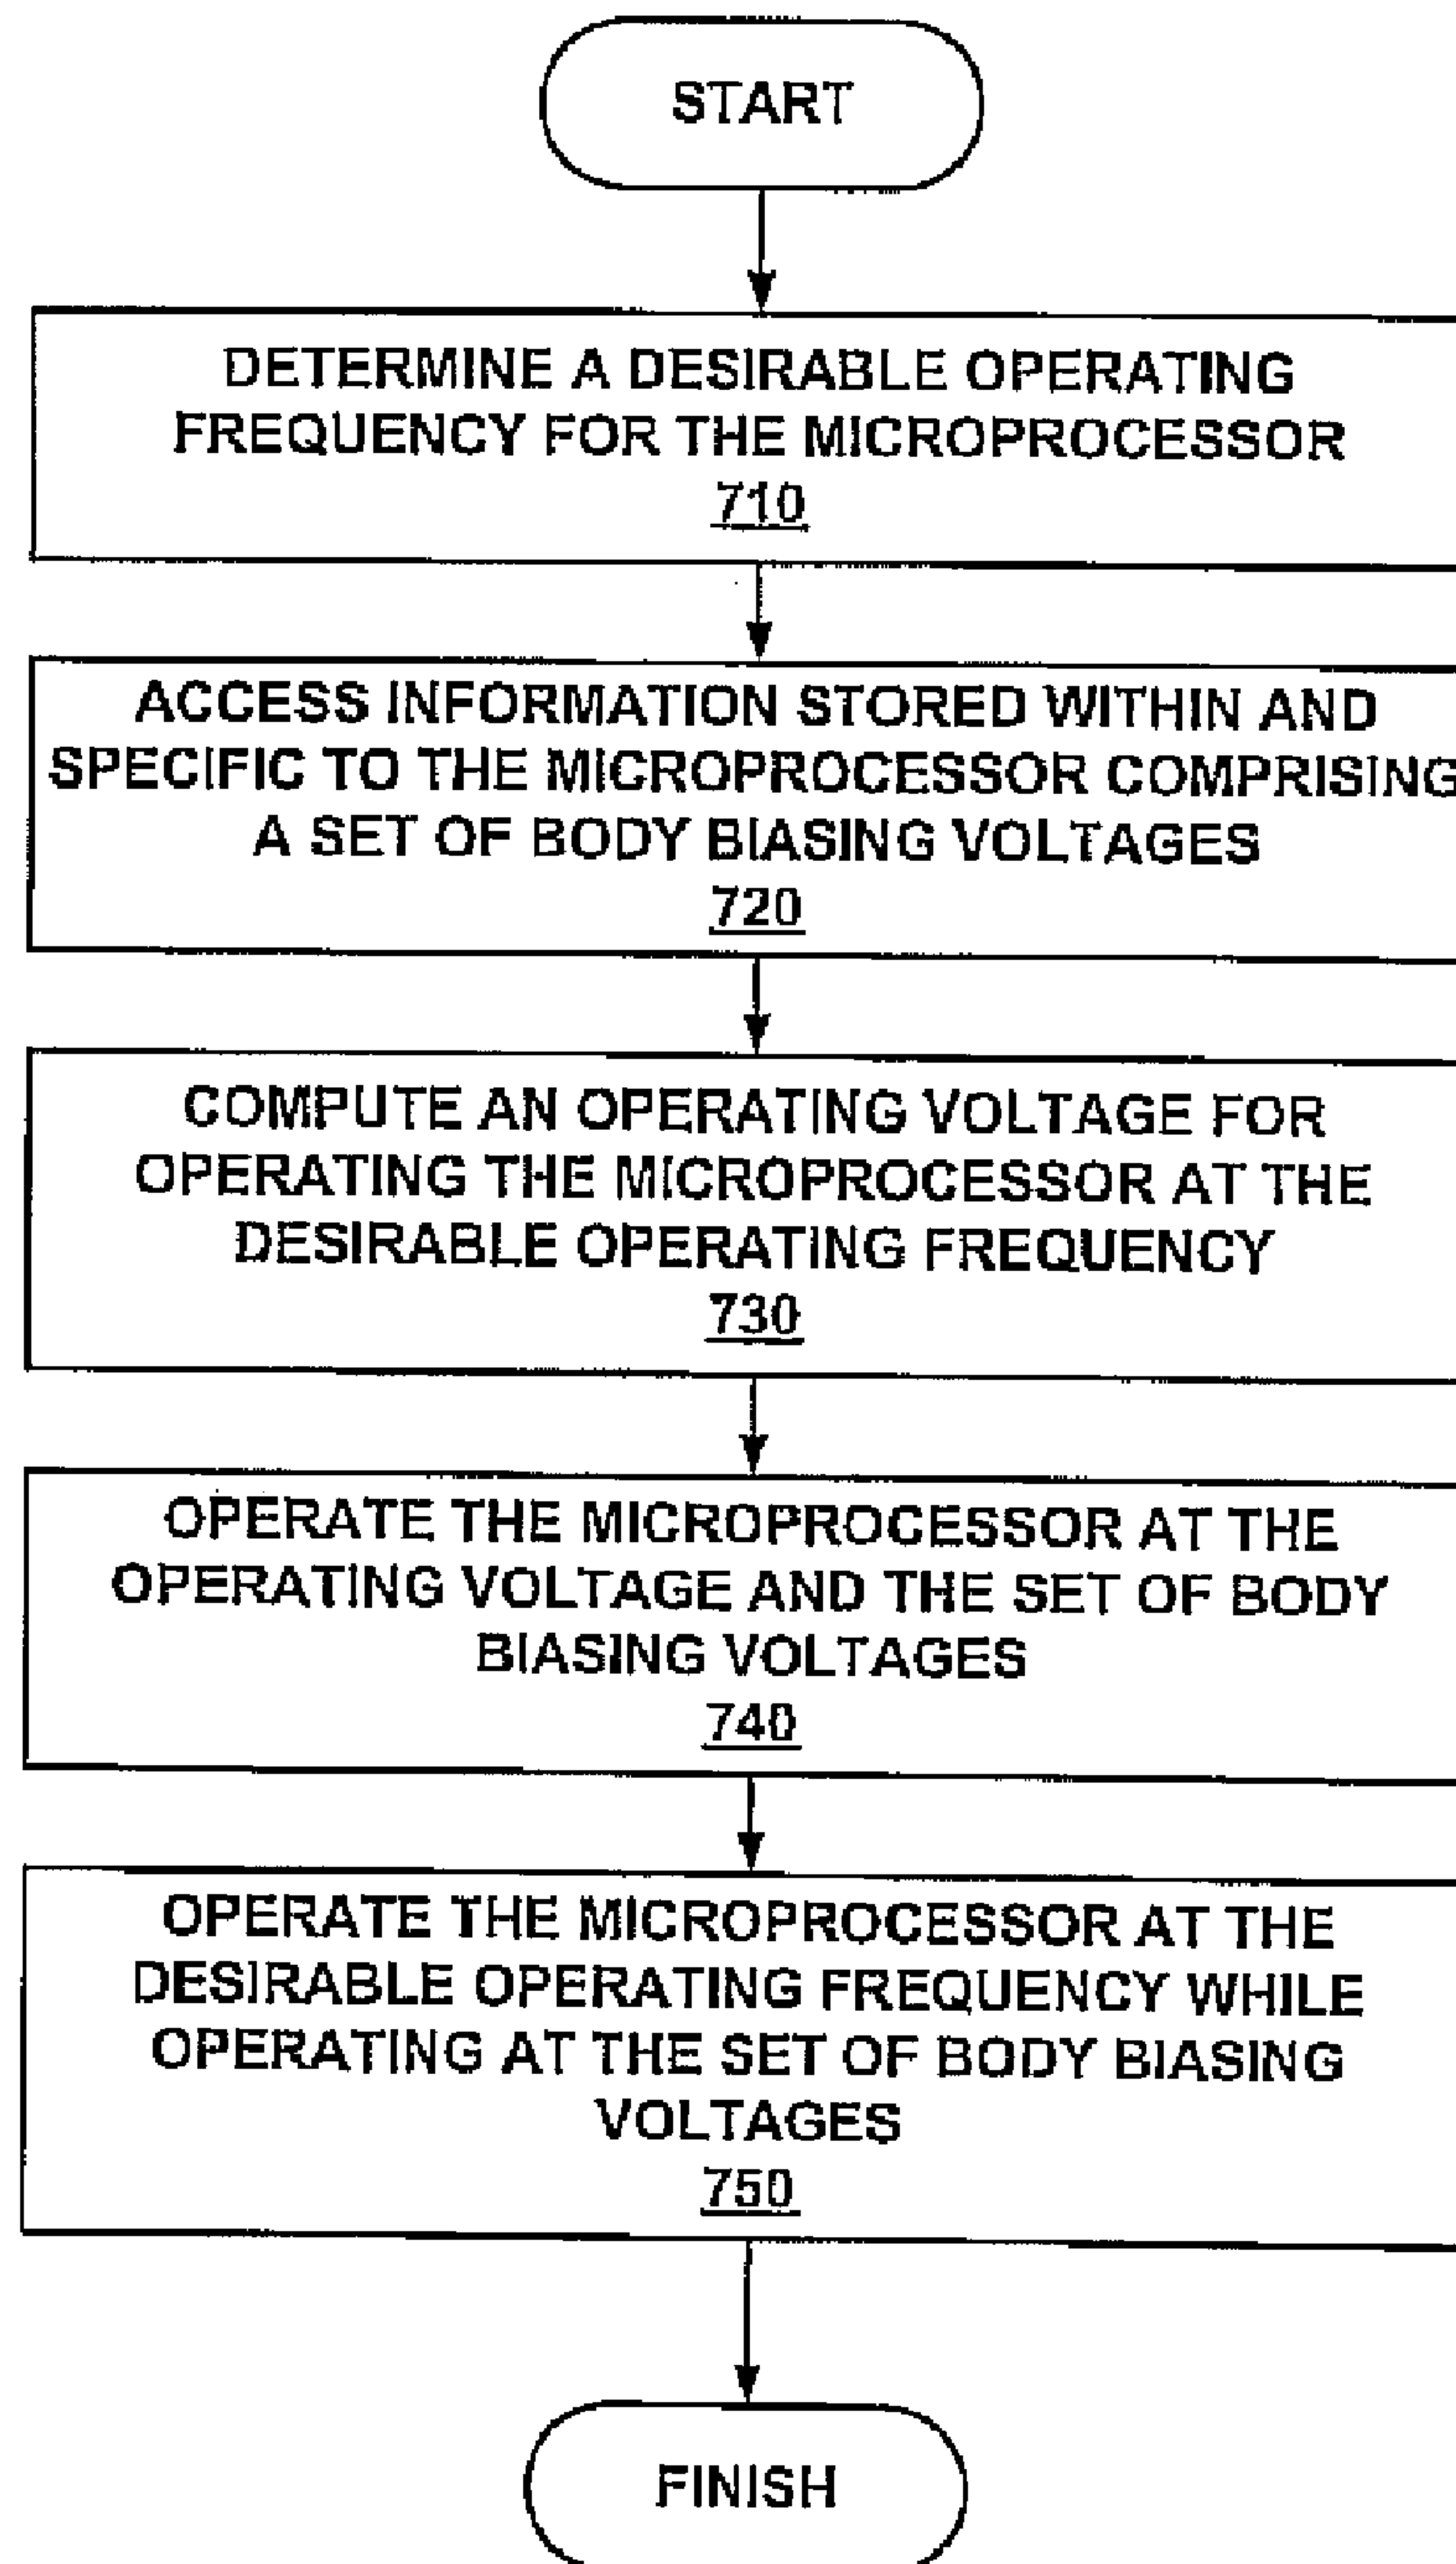 START
DETERMINE A DESIRABLE OPERATING
FREQUENCY FOR THE MICROPROCESSOR
710
ACCESS INFORMATION STORED WITHIN AND
SPECIFIC TO THE MICROPROCESSOR COMPRISING
A SET OF BODY BIASING VOLTAGES
720
COMPUTE AN OPERATING VOLTAGE FOR
OPERATING THE MICROPROCESSOR AT THE
DESIRABLE OPERATING FREQUENCY
730
OPERATE THE MICROPROCESSOR AT THE
OPERATING VOLTAGE AND THE SET OF BODY
BIASING VOLTAGES
740
OPERATE THE MICROPROCESSOR AT THE
DESIRABLE OPERATING FREQUENCY WHILE
OPERATING AT THE SET OF BODY BIASING
VOLTAGES
750
FINISH